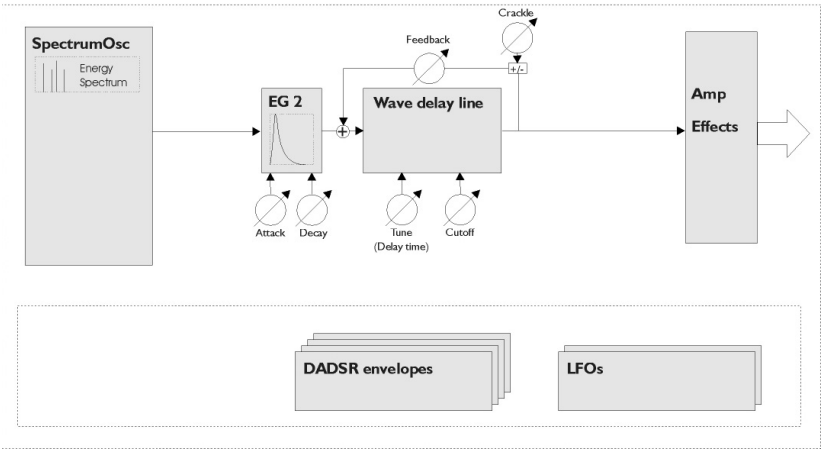 Crackle
SpectrumOsc
Feedback
Energy
Spectrum
+/-
EG 2
Wave delay line
Amp
Effects
+
Attack
Decay
Tune
(Delay time)
Cutoff
DADSR envelopes
LFOs